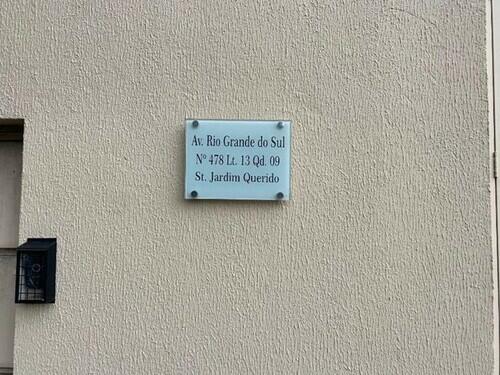 Av. Rio Grande do Sul
Nº 478 Lt. 13 Qd. 09
St. Jardim Querido